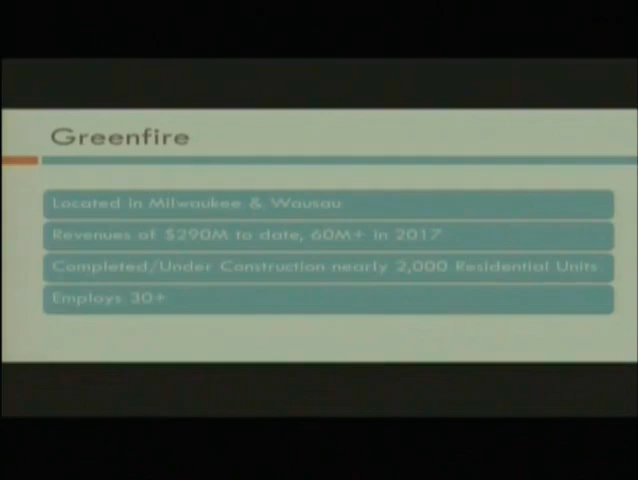 Greenfire
Located in Milwaukee & Wausau
Revenues of $290M to date, 60M+ in 2017
Completed/Under Construction nearly 2,000 Residential Units
Employs 30+